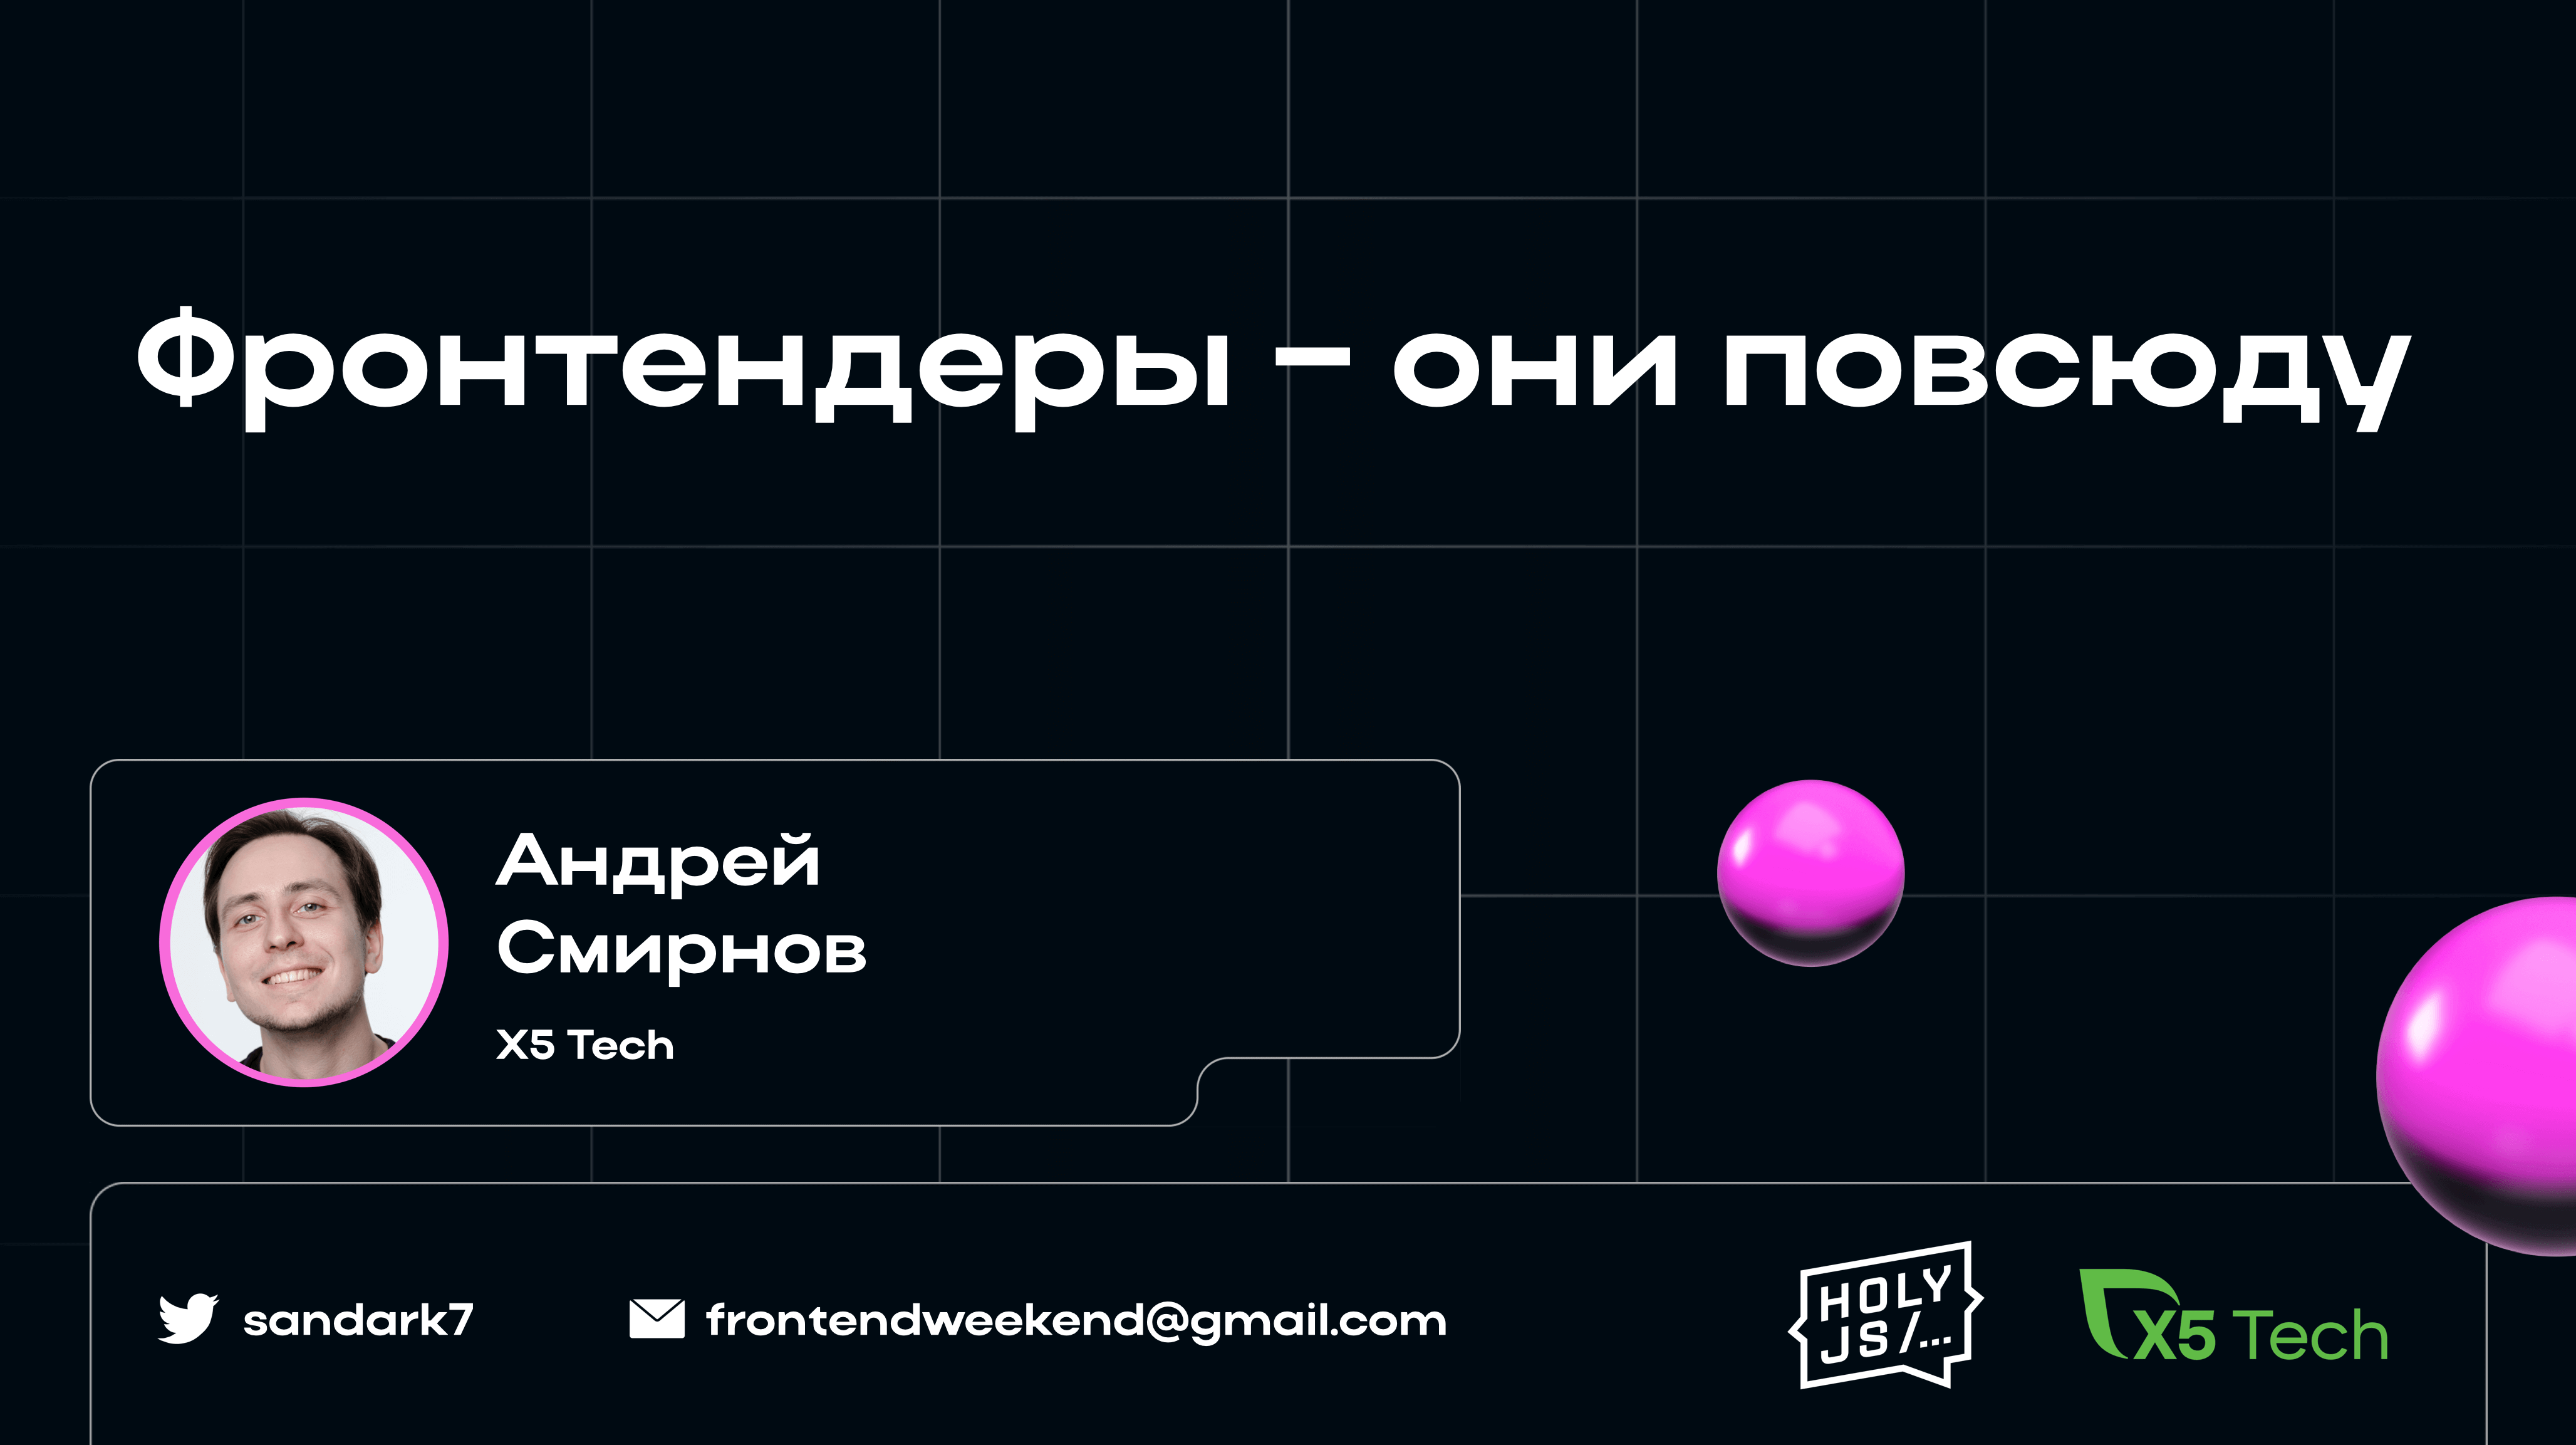 Фронтендеры – они повсюду
Андрей
Смирнов
X5 Tech
sandark7
frontendweekend@gmail.com
HOLY
JS/...
X5 Tech